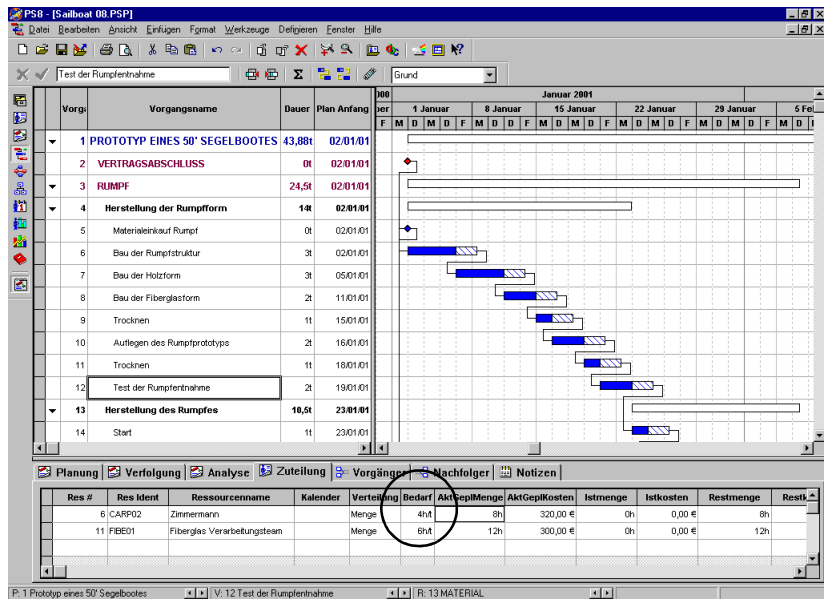 PS8 - [Sailboat 08.PSP]
Datei Bearbeiten Ansicht Einfügen Format Werkzeuge Definieren Fenster Hilfe
Test der Rumpfentnahme Σ Grund
Januar 2001
Vorgangsname Dauer Plan Anfang 1 Januar 8 Januar 15 Januar 22 Januar 29 Januar 5 Fe
F M D M D F M D M D F M D M D F M D M D F M D M D F M D
1 PROTOTYP EINES 50' SEGELBOOTES 43,88t 02/01/01
2 VERTRAGSABSCHLUSS 0t 02/01/01
3 RUMPF 24,5t 02/01/01
4 Herstellung der Rumpfform 14t 02/01/01
5 Materialeinkauf Rumpf 0t 02/01/01
6 Bau der Rumpfstruktur 3t 02/01/01
7 Bau der Holzform 3t 05/01/01
8 Bau der Fiberglasform 2t 11/01/01
9 Trocknen 1t 15/01/01
10 Auflegen des Rumpfprototyps 2t 16/01/01
11 Trocknen 1t 18/01/01
12 Test der Rumpfentnahme 2t 19/01/01
13 Herstellung des Rumpfes 10,5t 23/01/01
14 Start 1t 23/01/01
Planung Verfolgung Analyse Zuteilung Vorgänger Nachfolger Notizen
Res # Res Ident Ressourcenname Kalender Verteilung Bedarf AktGeplMenge AktGeplKosten Istmenge Istkosten Restmenge
6 CARP02 Zimmermann Menge 4h/t 8h 320,00 € 0h 0,00 € 8h
11 FIBE01 Fiberglas Verarbeitungsteam Menge 6h/t 12h 300,00 € 0h 0,00 € 12h
P: 1 Prototyp eines 50' Segelbootes V: 12 Test der Rumpfentnahme R: 13 MATERIAL